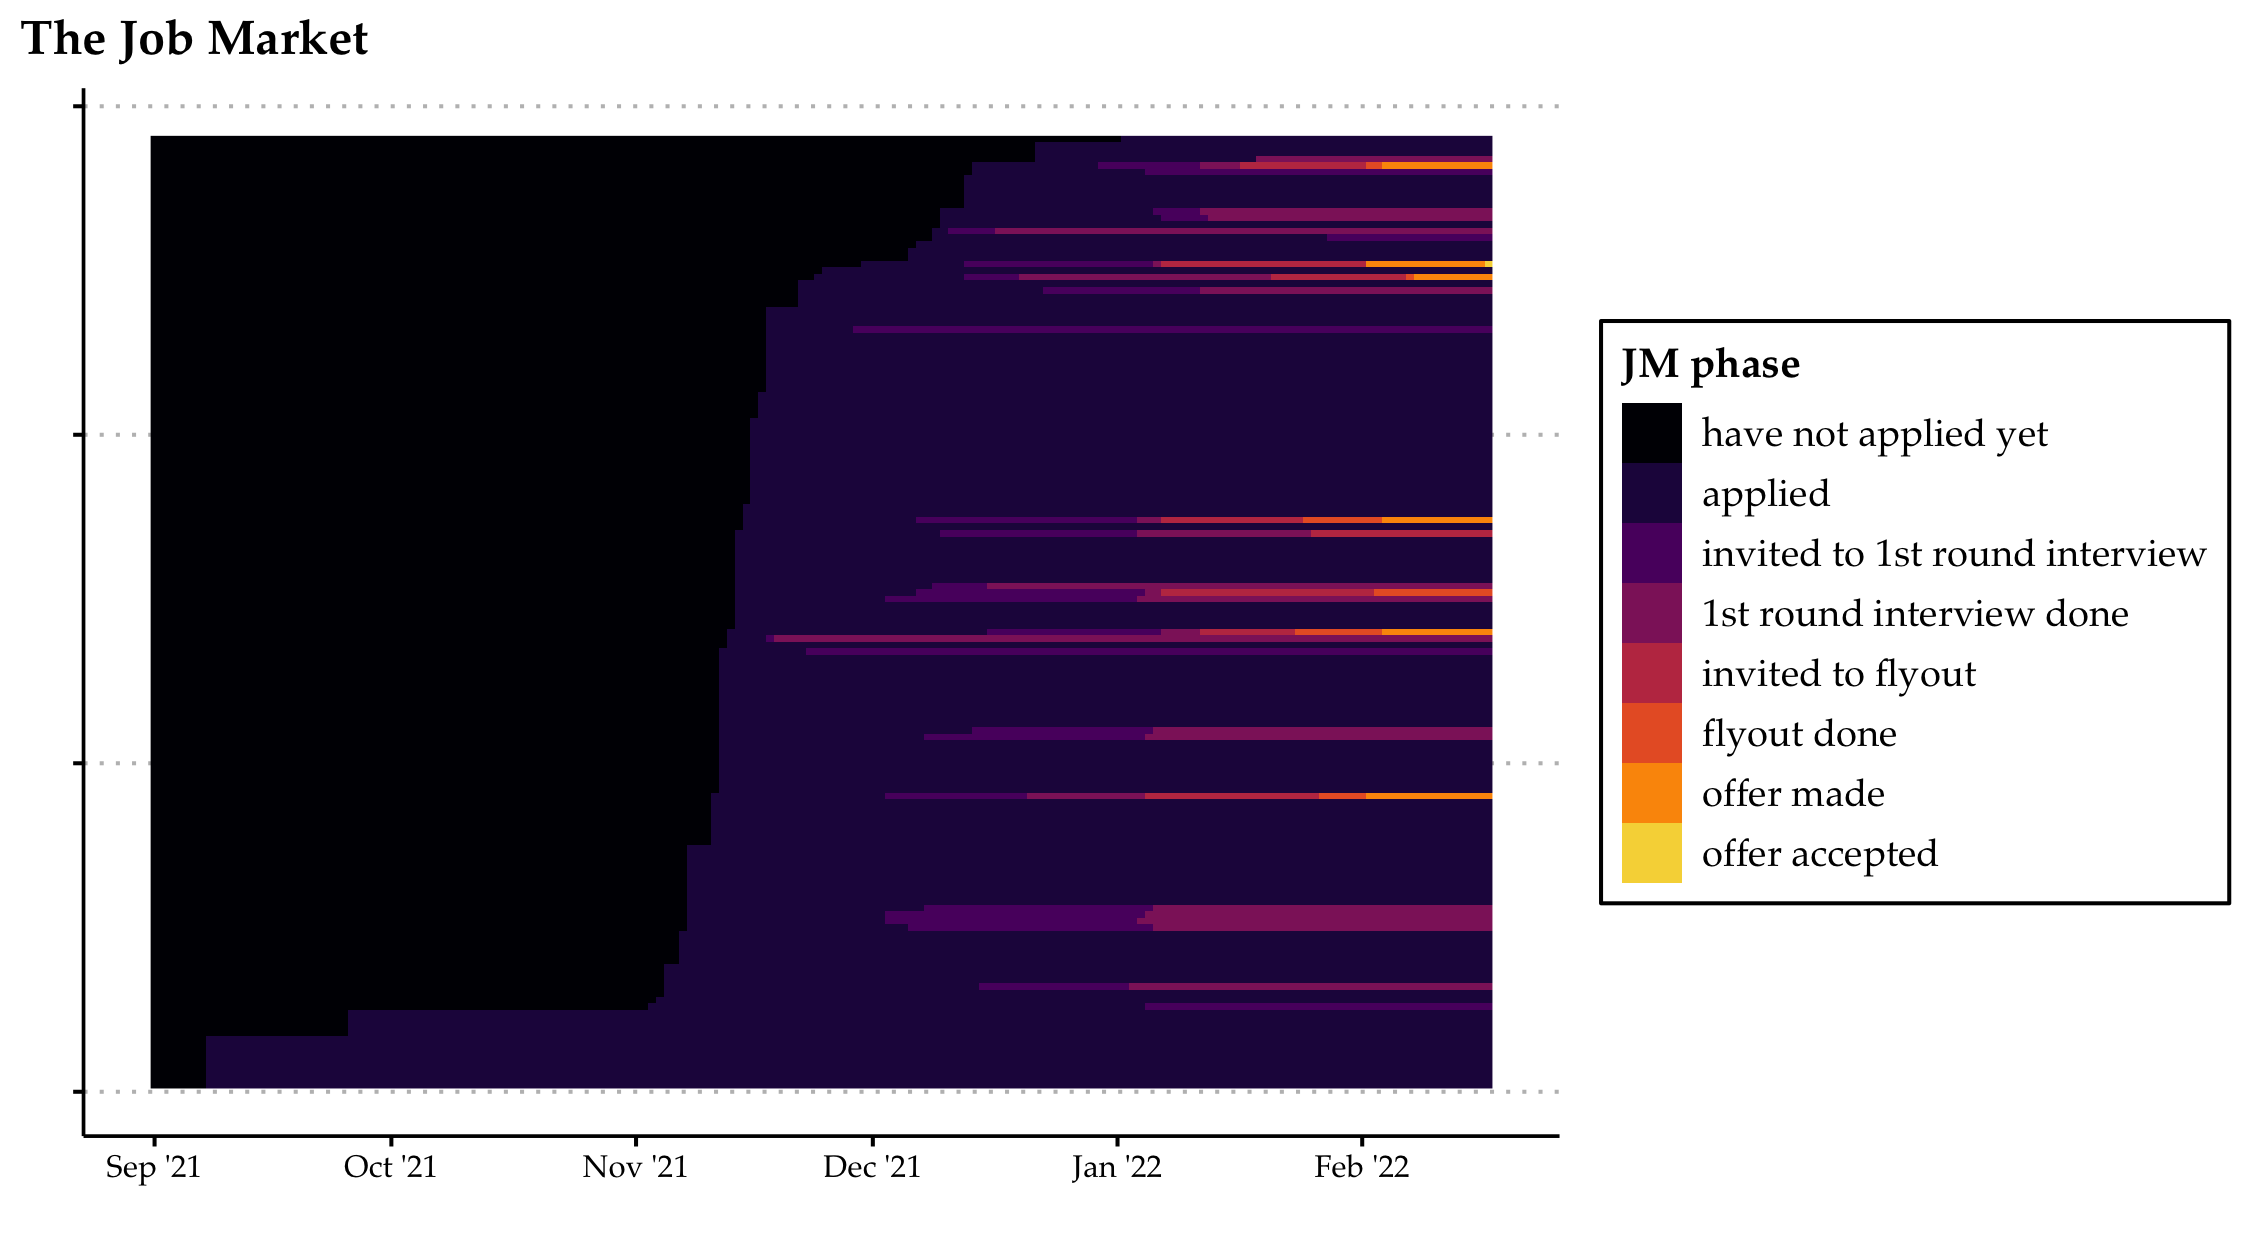 The Job Market
JM phase
have not applied yet
applied
invited to 1st round interview
1st round interview done
invited to flyout
flyout done
offer made
offer accepted
Sep '21
Oct '21
Nov '21
Dec '21
Jan '22
Feb '22